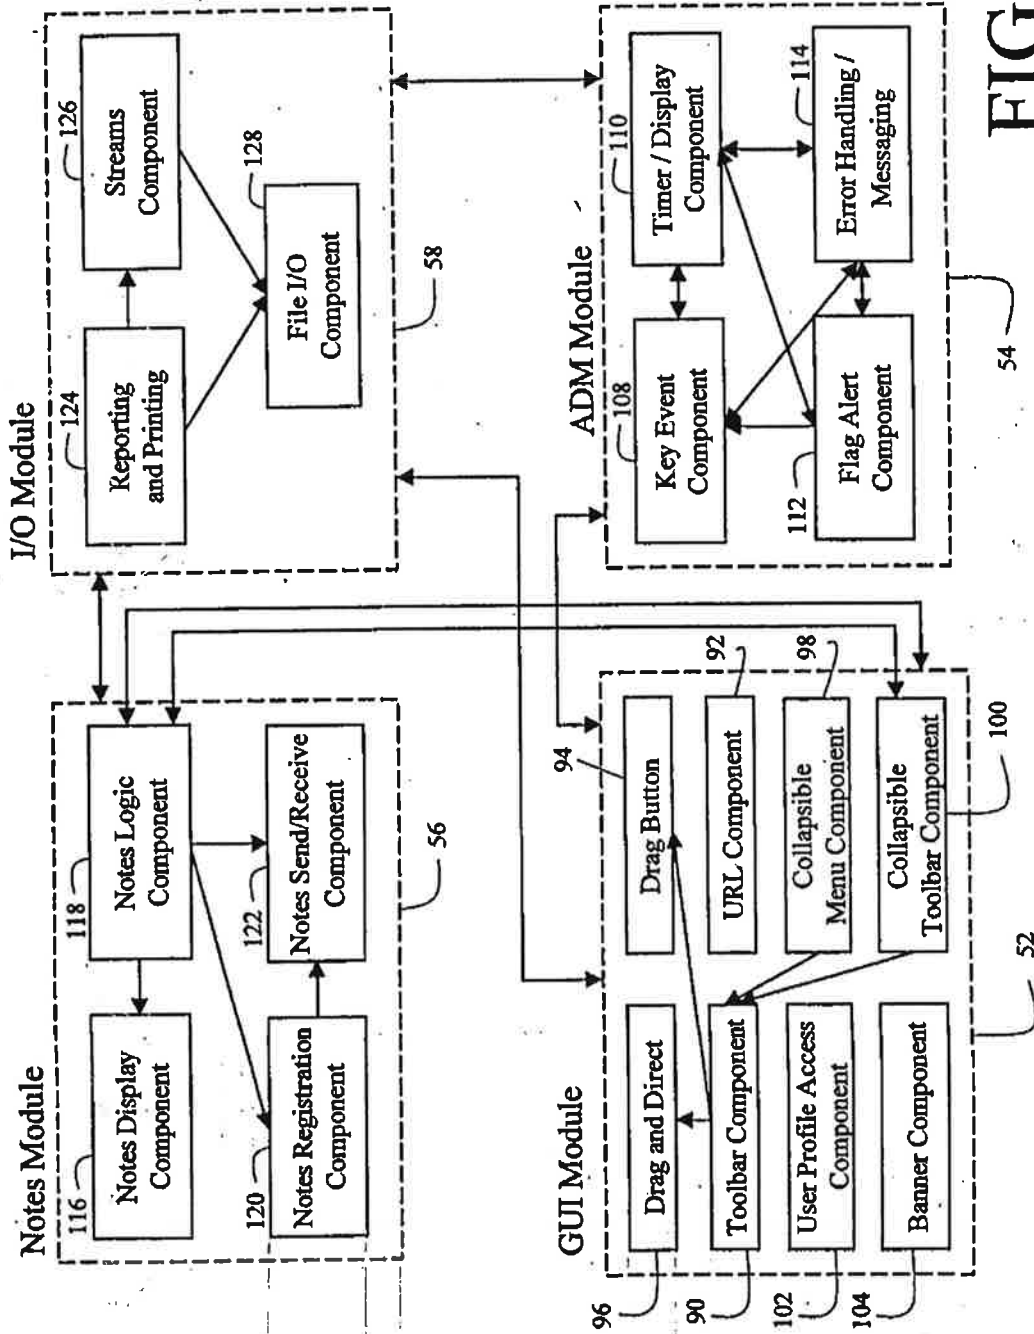 Notes Module
116
Notes Display
Component
118
Notes Logic
Component
120
Notes Registration
Component
122
Notes Send/Receive
Component
56
I/O Module
124
Reporting
and Printing
126
Streams
Component
128
File I/O
Component
58
GUI Module
96
Drag and Direct
94
Drag Button
90
Toolbar Component
URL Component
92
102
User Profile Access
Component
Collapsible
Menu Component
98
104
Banner Component
Collapsible
Toolbar Component
100
52
ADM Module
108
Key Event
Component
110
Timer / Display
Component
112
Flag Alert
Component
114
Error Handling /
Messaging
54
FIG